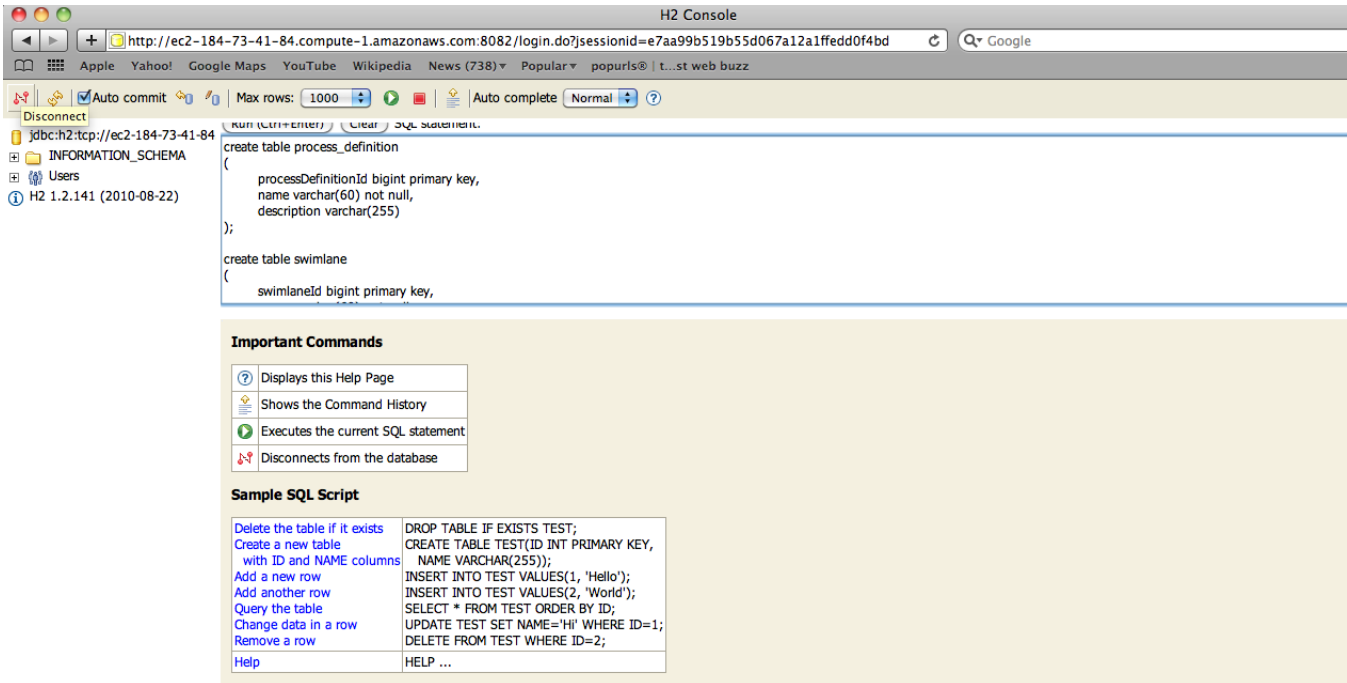 H2 Console
http://ec2-184-73-41-84.compute-1.amazonaws.com:8082/login.do?jsessionid=e7aa99b519b55d067a12a1ffedd0f4bd
Google
Apple Yahoo! Google Maps YouTube Wikipedia News (738) Popular popurls® | t...st web buzz
Auto commit Max rows: 1000 Auto complete Normal
Disconnect
Run (Ctrl+Enter) Clear SQL statement:
jdbc:h2:tcp://ec2-184-73-41-84
INFORMATION_SCHEMA
Users
H2 1.2.141 (2010-08-22)
create table process_definition
(
processDefinitionId bigint primary key,
name varchar(60) not null,
description varchar(255)
);
create table swimlane
(
swimlaneId bigint primary key,
Important Commands
Displays this Help Page
Shows the Command History
Executes the current SQL statement
Disconnects from the database
Sample SQL Script
Delete the table if it exists DROP TABLE IF EXISTS TEST;
Create a new table CREATE TABLE TEST(ID INT PRIMARY KEY,
with ID and NAME columns NAME VARCHAR(255));
Add a new row INSERT INTO TEST VALUES(1, 'Hello');
Add another row INSERT INTO TEST VALUES(2, 'World');
Query the table SELECT * FROM TEST ORDER BY ID;
Change data in a row UPDATE TEST SET NAME='Hi' WHERE ID=1;
Remove a row DELETE FROM TEST WHERE ID=2;
Help HELP ...